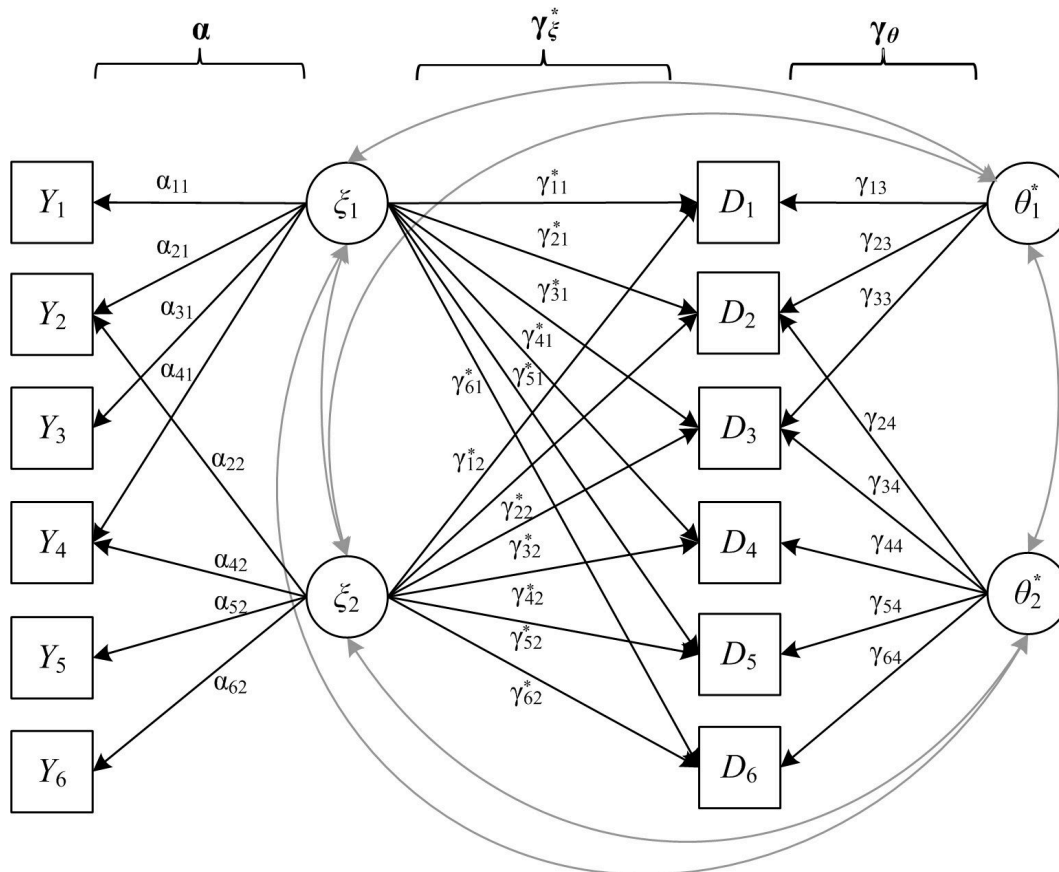 α γ*ξ γθ
Y1 α11 ξ1 γ*11 D1 γ13 θ*1
α21 γ*21 γ23
Y2 α31 γ*31 D2 γ33
α41 γ*41
γ*61 γ*51
Y3 D3
α22 γ*12 γ24
γ*22 γ34
Y4 α42 γ*32 D4 γ44
α52 ξ2 γ*42 γ54 θ*2
Y5 γ*52 D5 γ64
α62 γ*62
Y6 D6